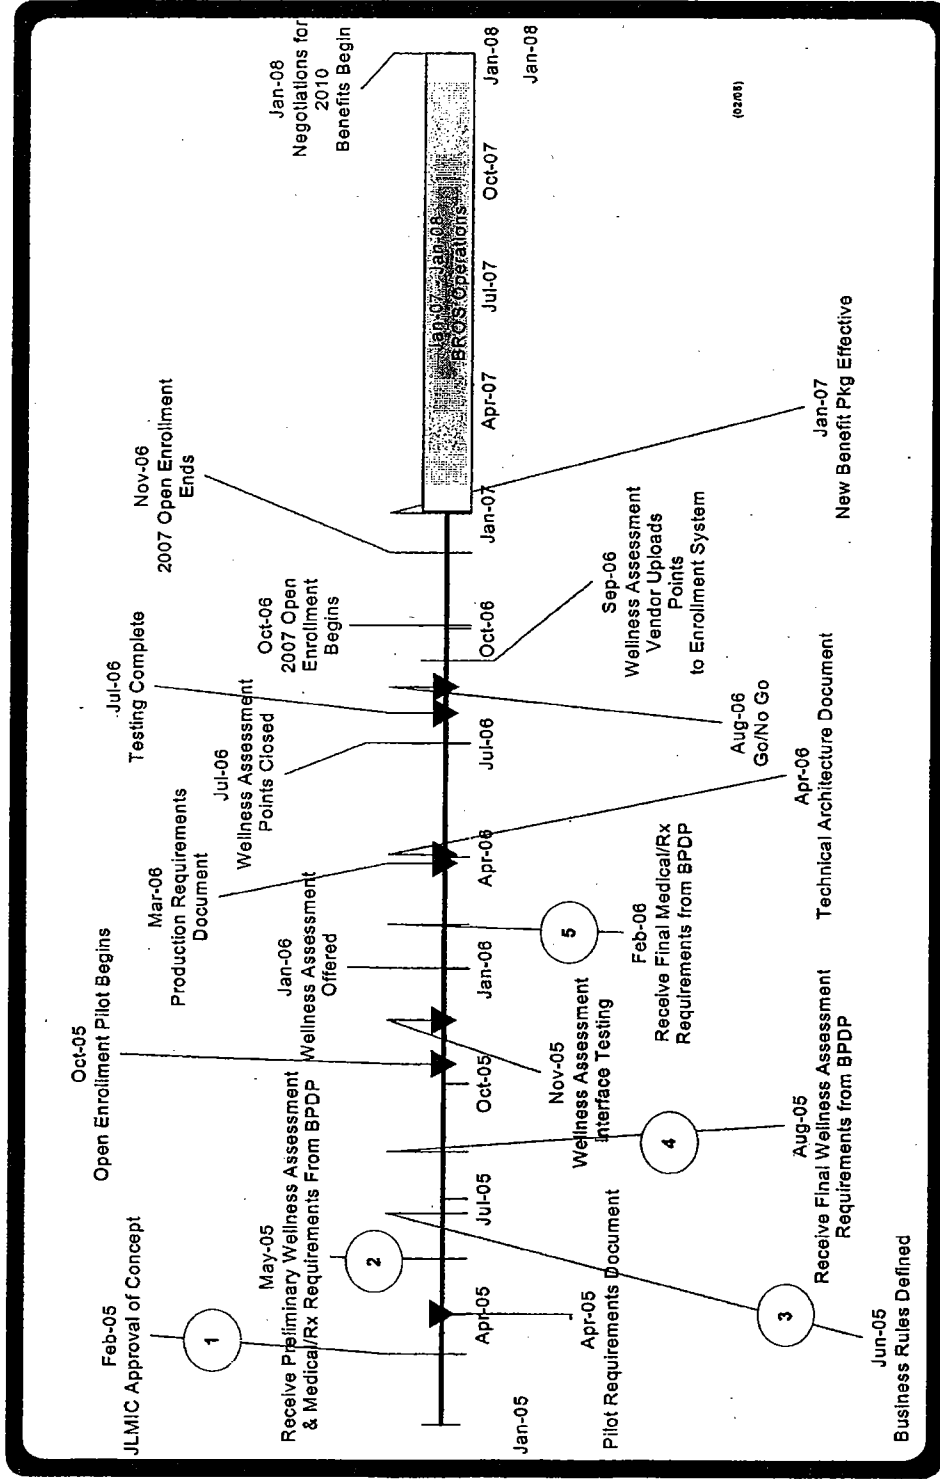 Feb-05
JLMIC Approval of Concept
1
May-05
Receive Preliminary Wellness Assessment
& Medical/Rx Requirements From BPDP
2
Oct-05
Open Enrollment Pilot Begins
Jan-06
Wellness Assessment
Offered
Mar-06
Production Requirements
Document
Jul-06
Wellness Assessment
Points Closed
Jul-06
Testing Complete
Oct-06
2007 Open
Enrollment
Begins
Nov-06
2007 Open Enrollment
Ends
Jan-08
Negotiations for
2010
Benefits Begin
Jan-07 - Jan-08
BROS Operations
Apr-05
Jul-05
Oct-05
Jan-06
Apr-06
Jul-06
Oct-06
Jan-07
Apr-07
Jul-07
Oct-07
Jan-08
Jan-05
Jan-08
Apr-05
Pilot Requirements Document
3
Jun-05
Business Rules Defined
4
Aug-05
Receive Final Wellness Assessment
Requirements from BPDP
Nov-05
Wellness Assessment
Interface Testing
5
Feb-06
Receive Final Medical/Rx
Requirements from BPDP
Apr-06
Technical Architecture Document
Aug-06
Go/No Go
Sep-06
Wellness Assessment
Vendor Uploads
Points
to Enrollment System
Jan-07
New Benefit Pkg Effective
(02/05)